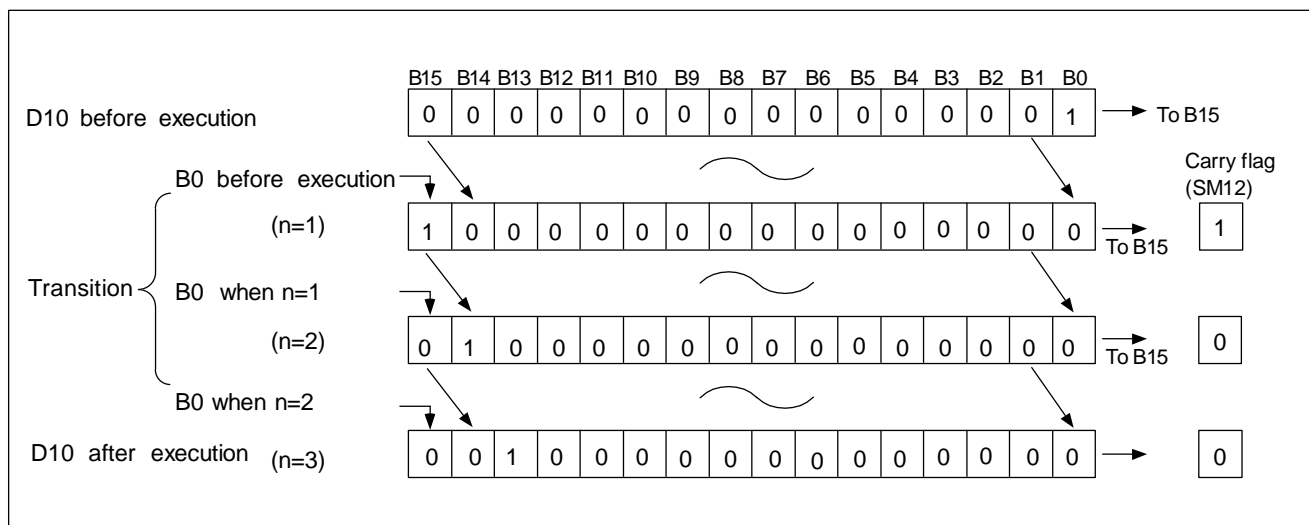 B15 B14 B13 B12 B11 B10 B9 B8 B7 B6 B5 B4 B3 B2 B1 B0
D10 before execution 0 0 0 0 0 0 0 0 0 0 0 0 0 0 0 1 To B15
B0 before execution
Carry flag
(SM12)
(n=1) 1 0 0 0 0 0 0 0 0 0 0 0 0 0 0 0 To B15 1
Transition
B0 when n=1
(n=2) 0 1 0 0 0 0 0 0 0 0 0 0 0 0 0 0 To B15 0
B0 when n=2
D10 after execution (n=3) 0 0 1 0 0 0 0 0 0 0 0 0 0 0 0 0 0